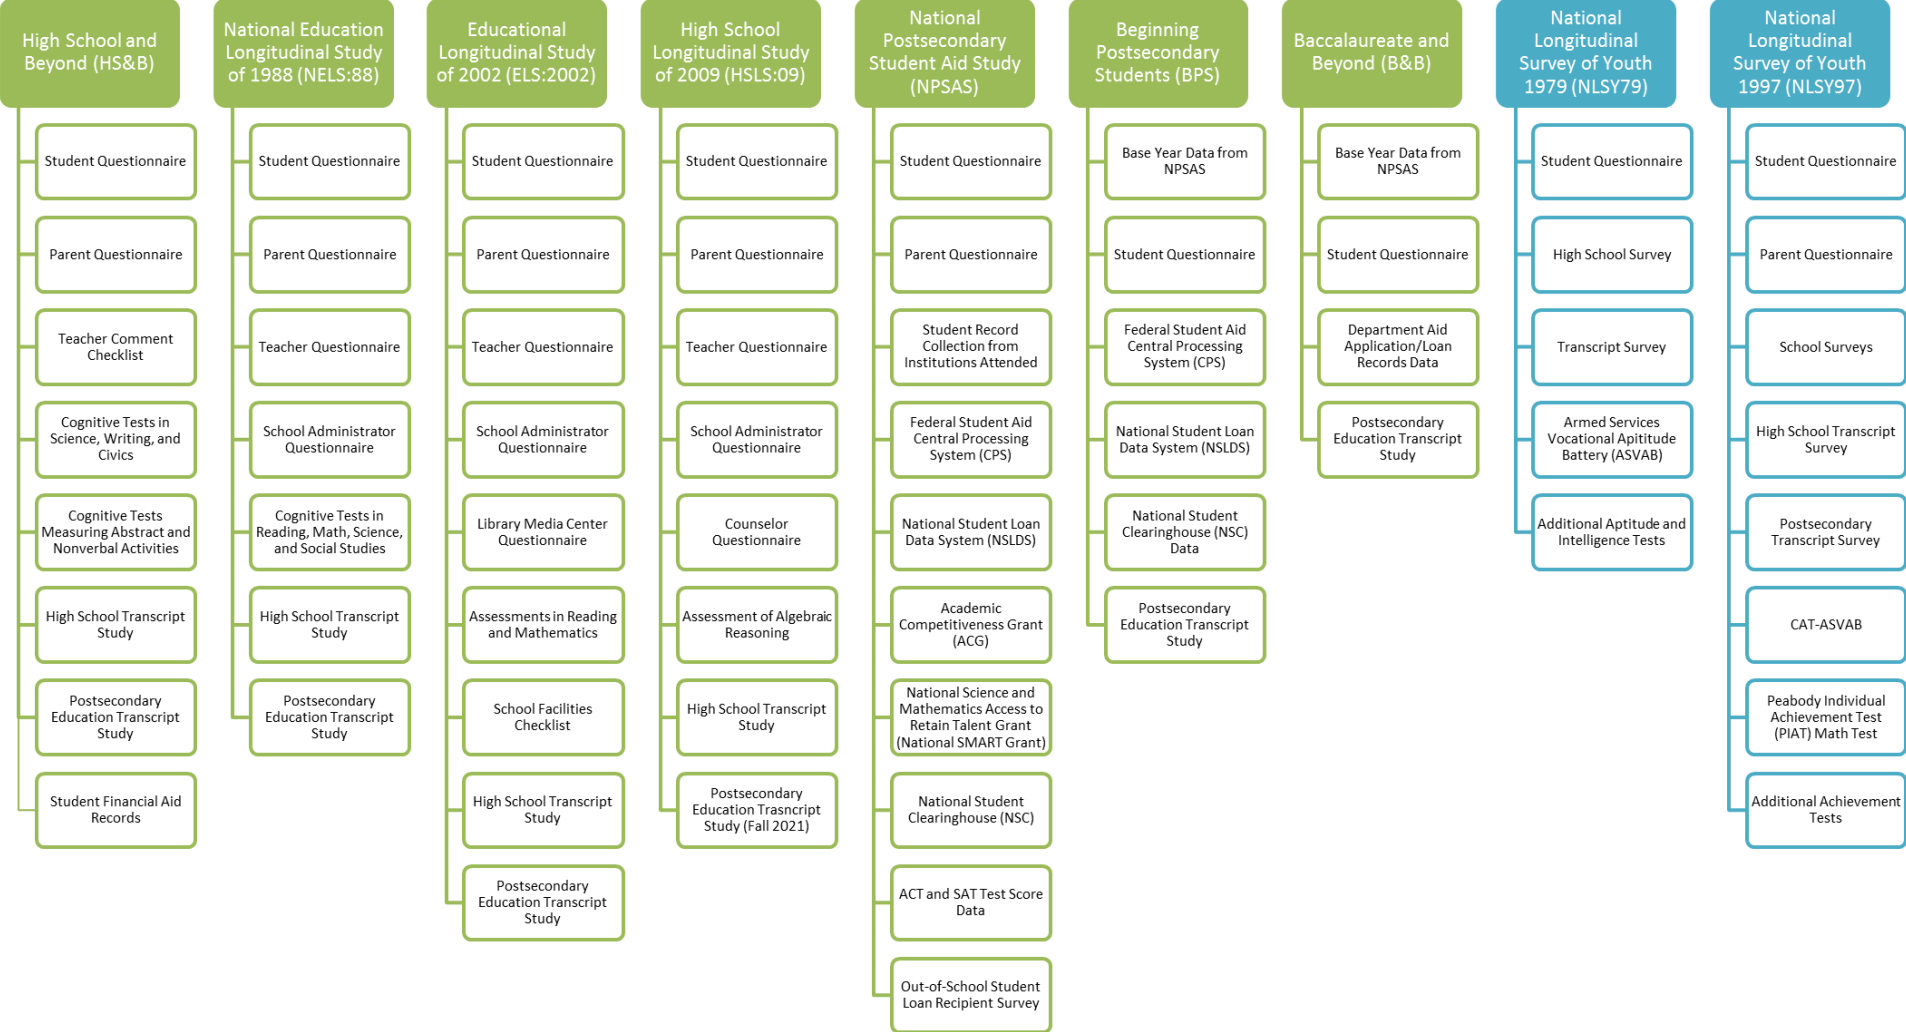 High School and
Beyond (HS&B)
Student Questionnaire
Parent Questionnaire
Teacher Comment
Checklist
Cognitive Tests in
Science, Writing, and
Civics
Cognitive Tests
Measuring Abstract and
Nonverbal Activities
High School Transcript
Study
Postsecondary
Education Transcript
Study
Student Financial Aid
Records
National Education
Longitudinal Study
of 1988 (NELS:88)
Student Questionnaire
Parent Questionnaire
Teacher Questionnaire
School Administrator
Questionnaire
Cognitive Tests in
Reading, Math, Science,
and Social Studies
High School Transcript
Study
Postsecondary
Education Transcript
Study
Educational
Longitudinal Study
of 2002 (ELS:2002)
Student Questionnaire
Parent Questionnaire
Teacher Questionnaire
School Administrator
Questionnaire
Library Media Center
Questionnaire
Assessments in Reading
and Mathematics
School Facilities
Checklist
High School Transcript
Study
Postsecondary
Education Transcript
Study
High School
Longitudinal Study
of 2009 (HSLS:09)
Student Questionnaire
Parent Questionnaire
Teacher Questionnaire
School Administrator
Questionnaire
Counselor
Questionnaire
Assessment of Algebraic
Reasoning
High School Transcript
Study
Postsecondary
Education Trasncript
Study (Fall 2021)
National
Postsecondary
Student Aid Study
(NPSAS)
Student Questionnaire
Parent Questionnaire
Student Record
Collection from
Institutions Attended
Federal Student Aid
Central Processing
System (CPS)
National Student Loan
Data System (NSLDS)
Academic
Competitiveness Grant
(ACG)
National Science and
Mathematics Access to
Retain Talent Grant
(National SMART Grant)
National Student
Clearinghouse (NSC)
ACT and SAT Test Score
Data
Out-of-School Student
Loan Recipient Survey
Beginning
Postsecondary
Students (BPS)
Base Year Data from
NPSAS
Student Questionnaire
Federal Student Aid
Central Processing
System (CPS)
National Student Loan
Data System (NSLDS)
National Student
Clearinghouse (NSC)
Data
Postsecondary
Education Transcript
Study
Baccalaureate and
Beyond (B&B)
Base Year Data from
NPSAS
Student Questionnaire
Department Aid
Application/Loan
Records Data
Postsecondary
Education Transcript
Study
National
Longitudinal
Survey of Youth
1979 (NLSY79)
Student Questionnaire
High School Survey
Transcript Survey
Armed Services
Vocational Apititude
Battery (ASVAB)
Additional Aptitude and
Intelligence Tests
National
Longitudinal
Survey of Youth
1997 (NLSY97)
Student Questionnaire
Parent Questionnaire
School Surveys
High School Transcript
Survey
Postsecondary
Transcript Survey
CAT-ASVAB
Peabody Individual
Achievement Test
(PIAT) Math Test
Additional Achievement
Tests